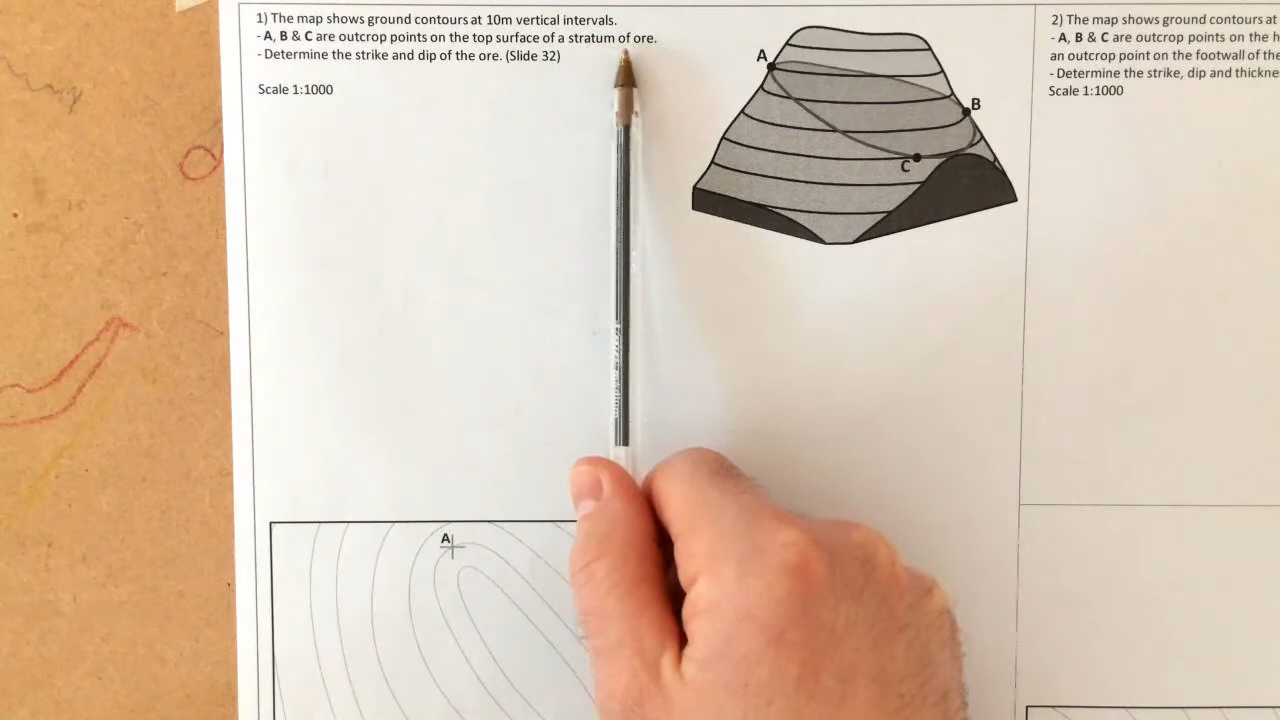 1) The map shows ground contours at 10m vertical intervals.
- A, B & C are outcrop points on the top surface of a stratum of ore.
- Determine the strike and dip of the ore. (Slide 32)
Scale 1:1000
A
B
C
A
2) The map shows ground contours at
- A, B & C are outcrop points on the h
an outcrop point on the footwall of the
- Determine the strike, dip and thickne
Scale 1:1000